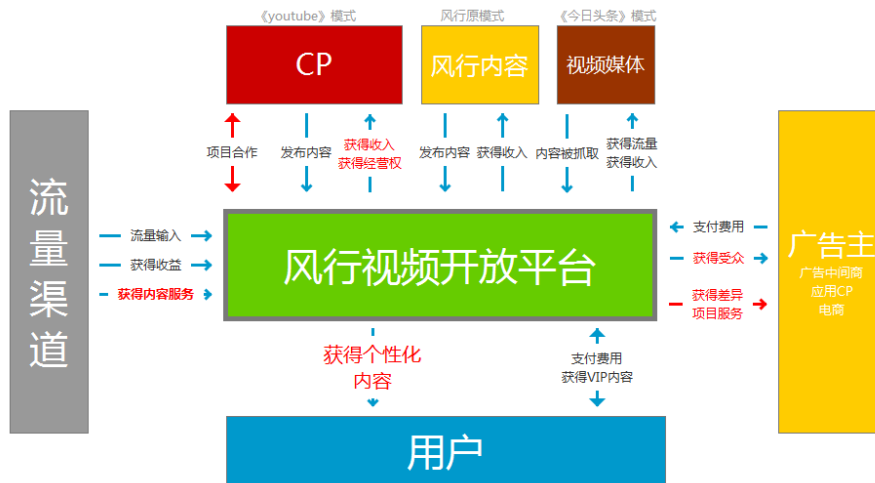 《youtube》模式
风行原模式
《今日头条》模式
CP
风行内容
视频媒体
项目合作
发布内容
获得收入
获得经营权
发布内容
获得收入
内容被抓取
获得流量
获得收入
流量渠道
流量输入
获得收益
获得内容服务
风行视频开放平台
支付费用
获得受众
获得差异
项目服务
广告主
广告中间商
应用CP
电商
获得个性化
内容
支付费用
获得VIP内容
用户